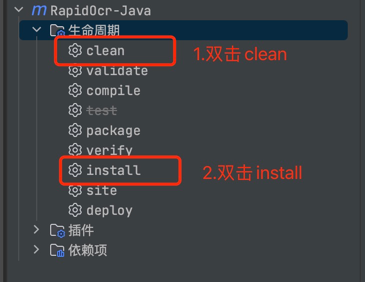 RapidOcr-Java
生命周期
clean
1.双击 clean
validate
compile
test
package
verify
install
2.双击 install
site
deploy
插件
依赖项